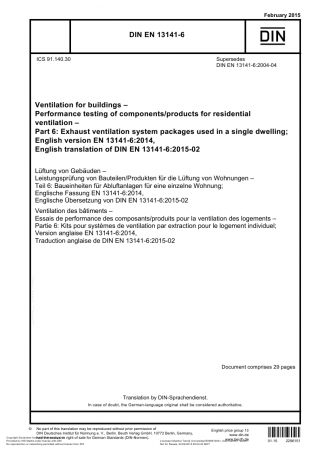 February 2015
DIN EN 13141-6
DIN
ICS 91.140.30
Supersedes
DIN EN 13141-6:2004-04
Ventilation for buildings –
Performance testing of components/products for residential
ventilation –
Part 6: Exhaust ventilation system packages used in a single dwelling;
English version EN 13141-6:2014,
English translation of DIN EN 13141-6:2015-02
Lüftung von Gebäuden –
Leistungsprüfung von Bauteilen/Produkten für die Lüftung von Wohnungen –
Teil 6: Baueinheiten für Abluftanlagen für eine einzelne Wohnung;
Englische Fassung EN 13141-6:2014,
Englische Übersetzung von DIN EN 13141-6:2015-02
Ventilation des bâtiments –
Essais de performance des composants/produits pour la ventilation des logements –
Partie 6: Kits pour systèmes de ventilation par extraction pour le logement individuel;
Version anglaise EN 13141-6:2014,
Traduction anglaise de DIN EN 13141-6:2015-02
Document comprises 29 pages
Translation by DIN-Sprachendienst.
In case of doubt, the German-language original shall be considered authoritative.
No part of this translation may be reproduced without prior permission of
DIN Deutsches Institut für Normung e. V., Berlin. Beuth Verlag GmbH, 10772 Berlin, Germany,
has the exclusive right of sale for German Standards (DIN-Normen).
English price group 13
www.din.de
www.beuth.de